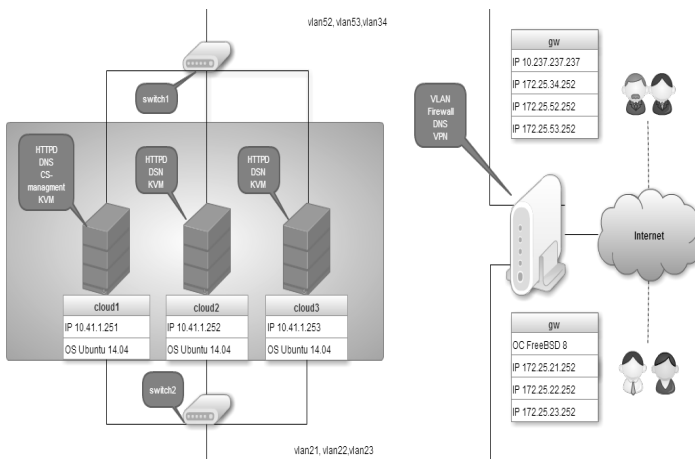 vlan52, vlan53,vlan34
switch1
HTTPD
DNS
CS-
managment
KVM
HTTPD
DSN
KVM
HTTPD
DSN
KVM
cloud1
IP 10.41.1.251
OS Ubuntu 14.04
cloud2
IP 10.41.1.252
OS Ubuntu 14.04
cloud3
IP 10.41.1.253
OS Ubuntu 14.04
switch2
vlan21, vlan22,vlan23
VLAN
Firewall
DNS
VPN
gw
IP 10.237.237.237
IP 172.25.34.252
IP 172.25.52.252
IP 172.25.53.252
Internet
gw
OC FreeBSD 8
IP 172.25.21.252
IP 172.25.22.252
IP 172.25.23.252